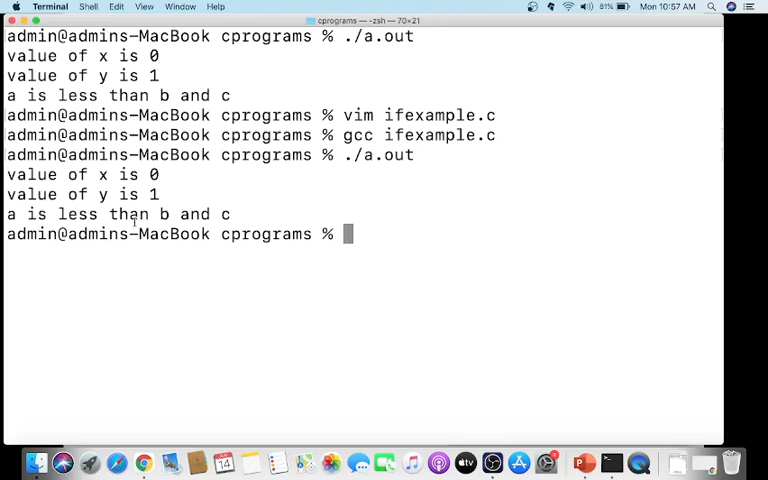 Terminal Shell Edit View Window Help 81% Mon 10:57 AM
cprograms — -zsh — 70×21
admin@admins-MacBook cprograms % ./a.out
value of x is 0
value of y is 1
a is less than b and c
admin@admins-MacBook cprograms % vim ifexample.c
admin@admins-MacBook cprograms % gcc ifexample.c
admin@admins-MacBook cprograms % ./a.out
value of x is 0
value of y is 1
a is less than b and c
admin@admins-MacBook cprograms %
14
tv